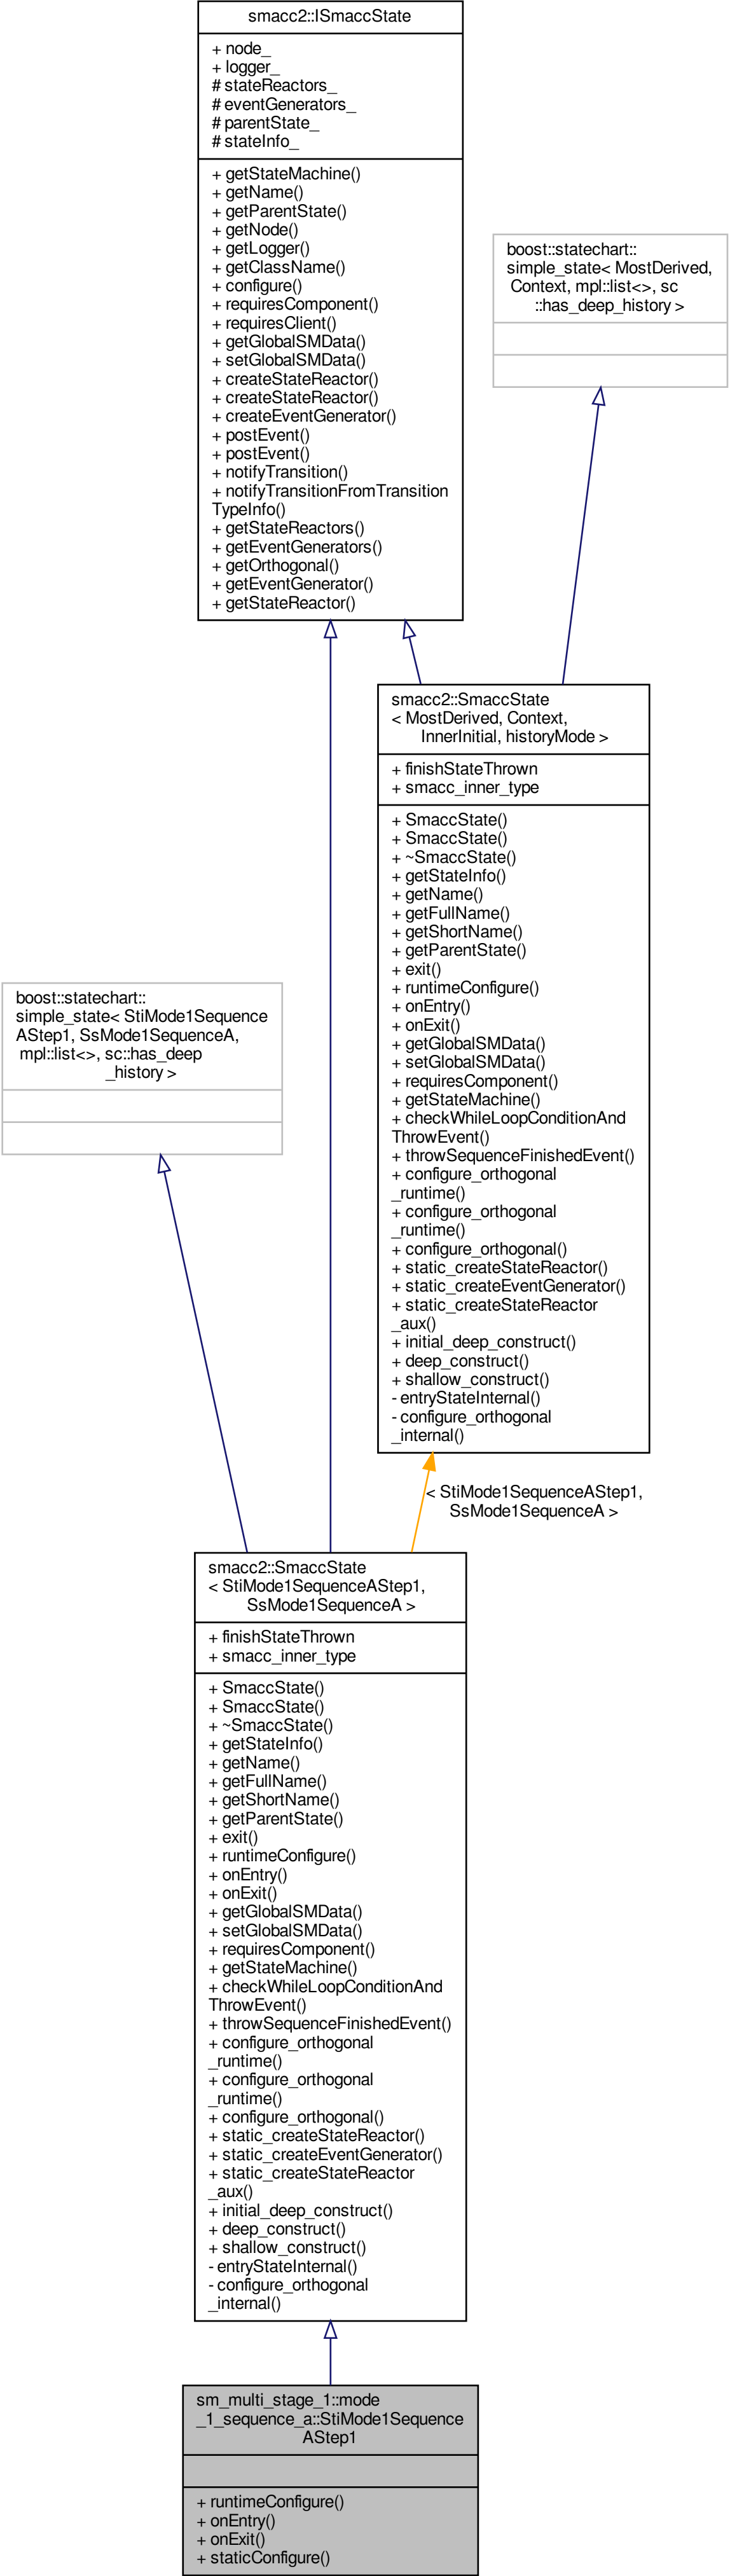 smacc2::ISmaccState
+ node_
+ logger_
# stateReactors_
# eventGenerators_
# parentState_
# stateInfo_
+ getStateMachine()
+ getName()
+ getParentState()
+ getNode()
+ getLogger()
+ getClassName()
+ configure()
+ requiresComponent()
+ requiresClient()
+ getGlobalSMData()
+ setGlobalSMData()
+ createStateReactor()
+ createStateReactor()
+ createEventGenerator()
+ postEvent()
+ postEvent()
+ notifyTransition()
+ notifyTransitionFromTransition
TypeInfo()
+ getStateReactors()
+ getEventGenerators()
+ getOrthogonal()
+ getEventGenerator()
+ getStateReactor()
boost::statechart::
simple_state< MostDerived,
Context, mpl::list<>, sc
::has_deep_history >
smacc2::SmaccState
< MostDerived, Context,
InnerInitial, historyMode >
+ finishStateThrown
+ smacc_inner_type
+ SmaccState()
+ SmaccState()
+ ~SmaccState()
+ getStateInfo()
+ getName()
+ getFullName()
+ getShortName()
+ getParentState()
+ exit()
+ runtimeConfigure()
+ onEntry()
+ onExit()
+ getGlobalSMData()
+ setGlobalSMData()
+ requiresComponent()
+ getStateMachine()
+ checkWhileLoopConditionAnd
ThrowEvent()
+ throwSequenceFinishedEvent()
+ configure_orthogonal
_runtime()
+ configure_orthogonal
_runtime()
+ configure_orthogonal()
+ static_createStateReactor()
+ static_createEventGenerator()
+ static_createStateReactor
_aux()
+ initial_deep_construct()
+ deep_construct()
+ shallow_construct()
- entryStateInternal()
- configure_orthogonal
_internal()
boost::statechart::
simple_state< StiMode1Sequence
AStep1, SsMode1SequenceA,
mpl::list<>, sc::has_deep
_history >
< StiMode1SequenceAStep1,
SsMode1SequenceA >
smacc2::SmaccState
< StiMode1SequenceAStep1,
SsMode1SequenceA >
+ finishStateThrown
+ smacc_inner_type
+ SmaccState()
+ SmaccState()
+ ~SmaccState()
+ getStateInfo()
+ getName()
+ getFullName()
+ getShortName()
+ getParentState()
+ exit()
+ runtimeConfigure()
+ onEntry()
+ onExit()
+ getGlobalSMData()
+ setGlobalSMData()
+ requiresComponent()
+ getStateMachine()
+ checkWhileLoopConditionAnd
ThrowEvent()
+ throwSequenceFinishedEvent()
+ configure_orthogonal
_runtime()
+ configure_orthogonal
_runtime()
+ configure_orthogonal()
+ static_createStateReactor()
+ static_createEventGenerator()
+ static_createStateReactor
_aux()
+ initial_deep_construct()
+ deep_construct()
+ shallow_construct()
- entryStateInternal()
- configure_orthogonal
_internal()
sm_multi_stage_1::mode
_1_sequence_a::StiMode1Sequence
AStep1
+ runtimeConfigure()
+ onEntry()
+ onExit()
+ staticConfigure()